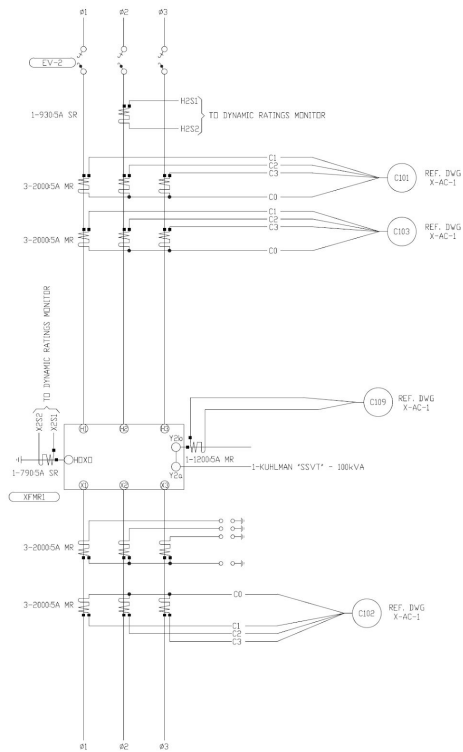 ø1 ø2 ø3
EV-2
1-930:5A SR
H2S1
TO DYNAMIC RATINGS MONITOR
H2S2
C1
C2
C3
3-2000:5A MR
C0
C101
REF. DWG
X-AC-1
C1
C2
C3
3-2000:5A MR
C0
C103
REF. DWG
X-AC-1
TO DYNAMIC RATINGS MONITOR
X2S2
X2S1
H1 H2 H3
C109
REF. DWG
X-AC-1
Y2b
H0X0
1-1200:5A MR
1-790:5A SR
Y2a
1-KUHLMAN "SSVT" - 100kVA
XFMR1
X1 X2 X3
3-2000:5A MR
3-2000:5A MR
C0
C1
C2
C3
C102
REF. DWG
X-AC-1
ø1 ø2 ø3